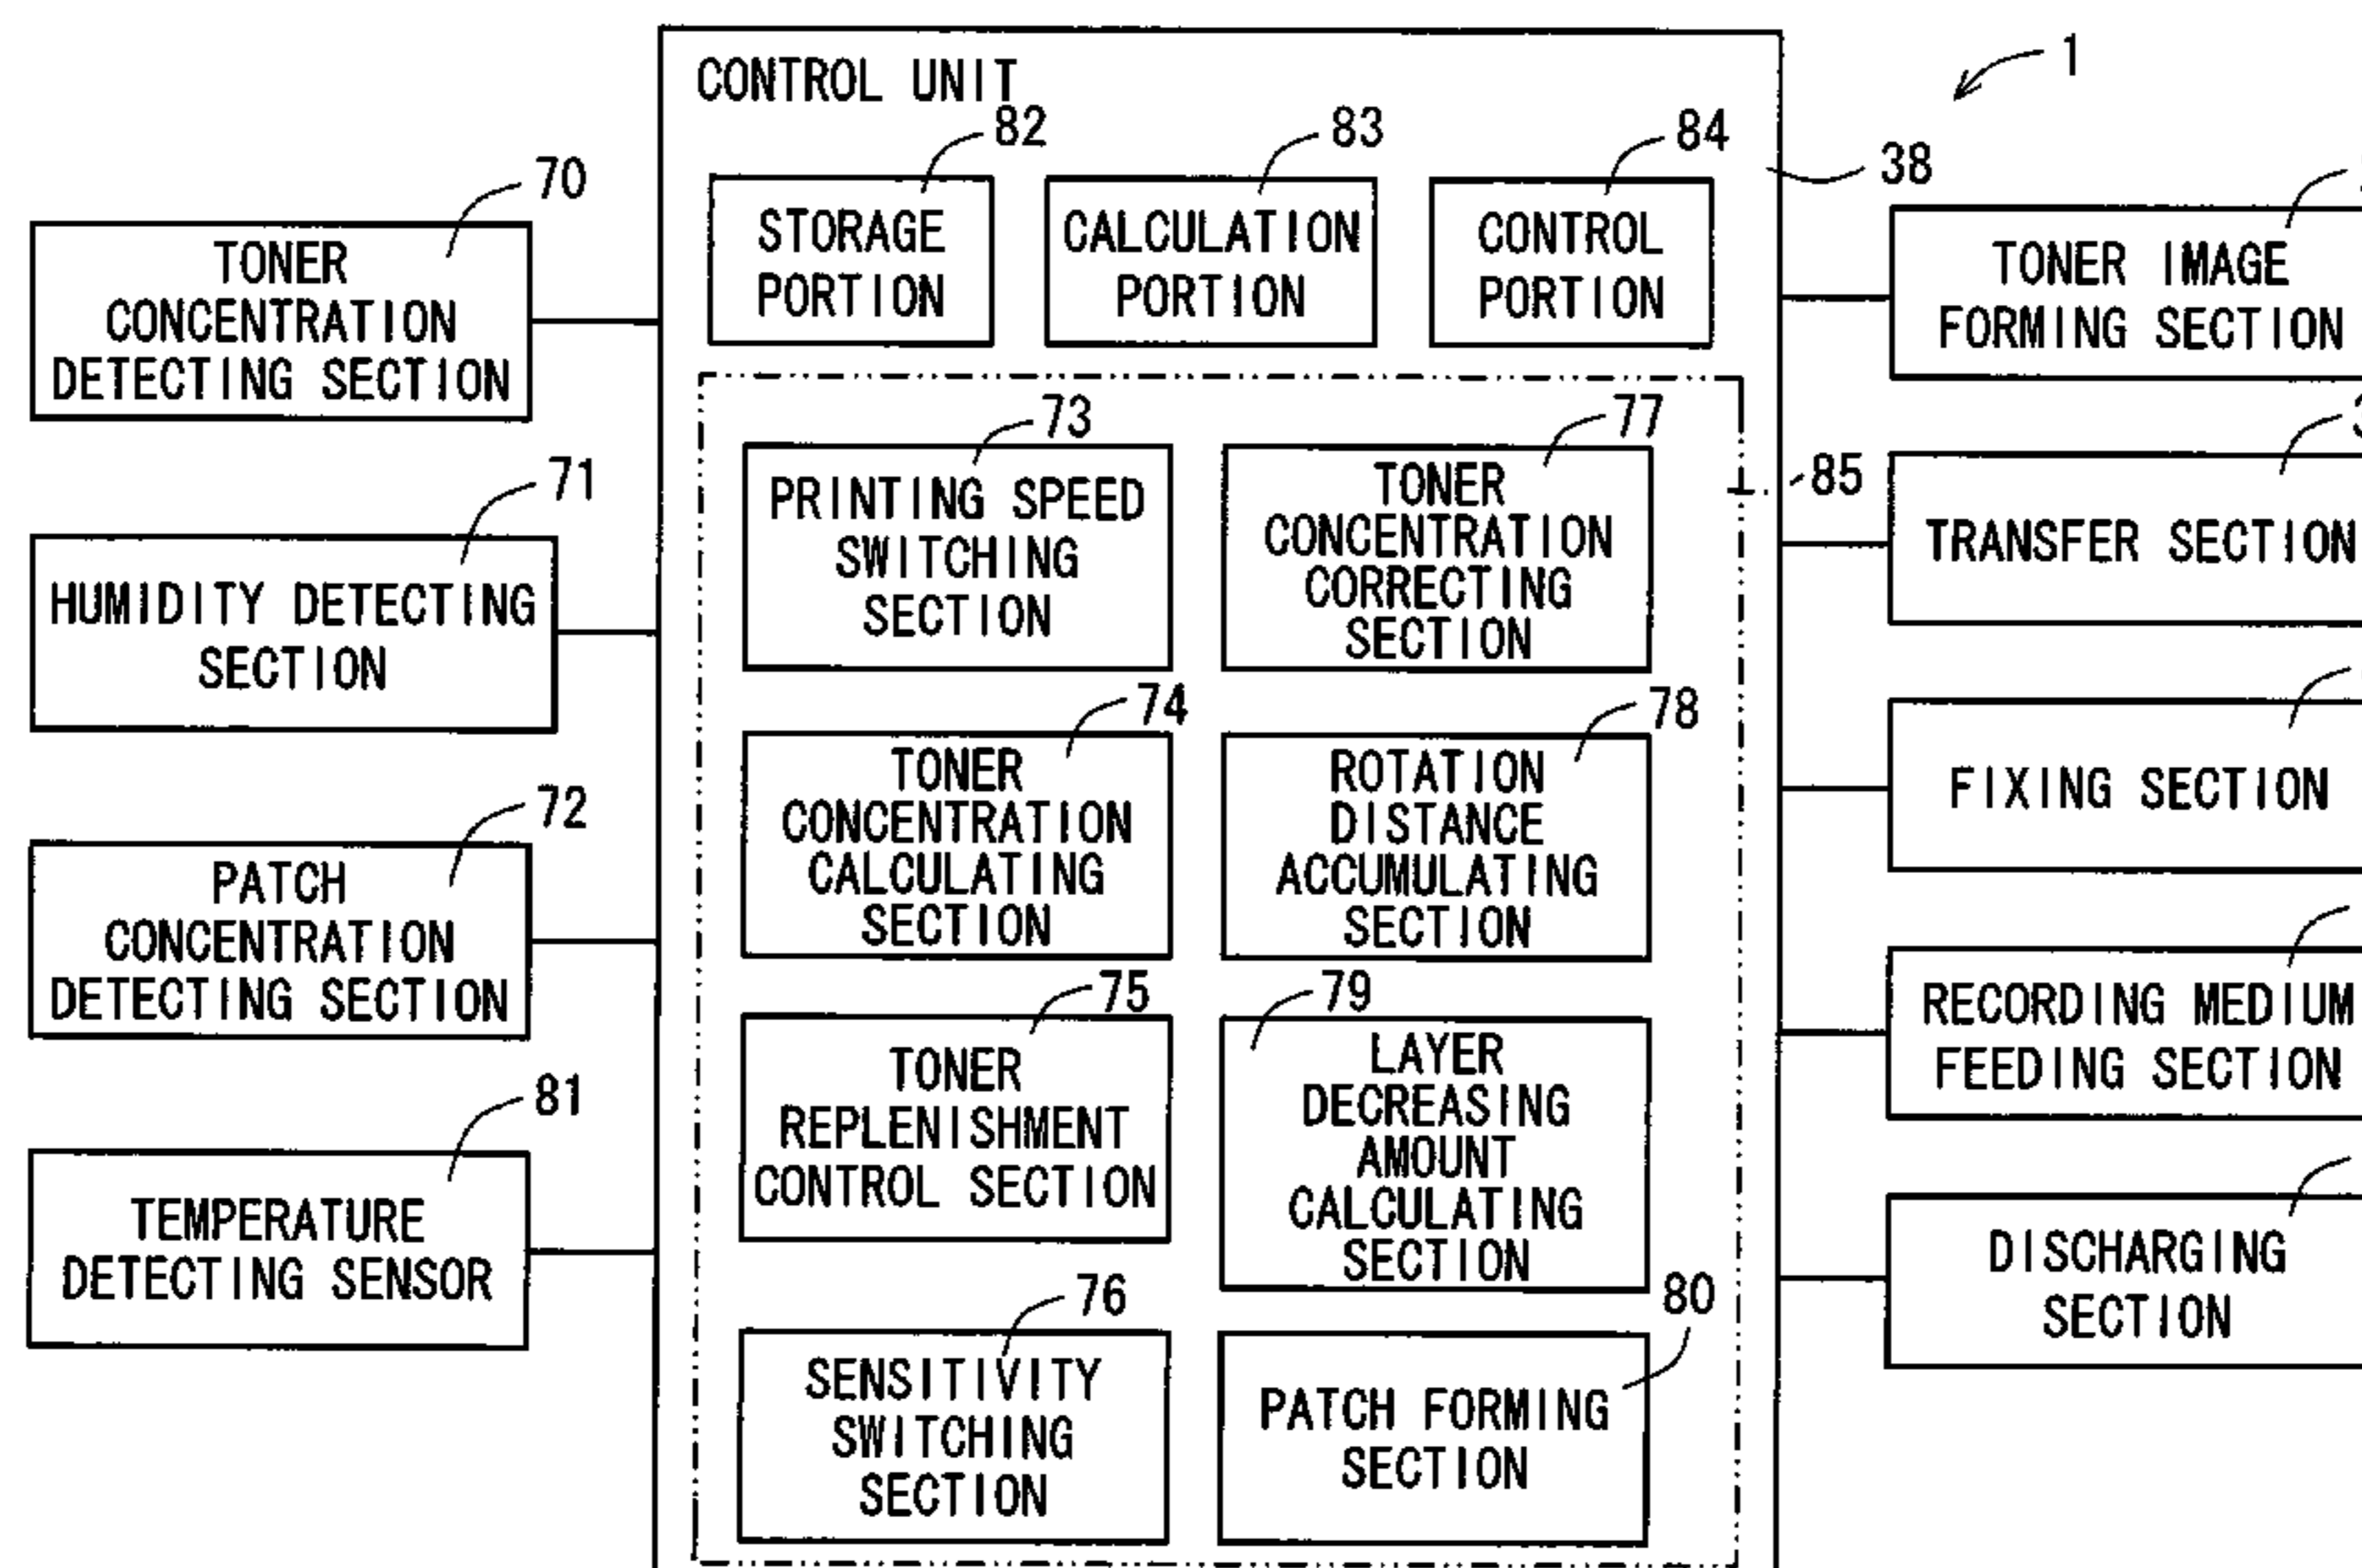 CONTROL UNIT
1
82
83
84
38
STORAGE
PORTION
CALCULATION
PORTION
CONTROL
PORTION
70
TONER
CONCENTRATION
DETECTING SECTION
71
HUMIDITY DETECTING
SECTION
72
PATCH
CONCENTRATION
DETECTING SECTION
81
TEMPERATURE
DETECTING SENSOR
85
73
PRINTING SPEED
SWITCHING
SECTION
77
TONER
CONCENTRATION
CORRECTING
SECTION
74
TONER
CONCENTRATION
CALCULATING
SECTION
78
ROTATION
DISTANCE
ACCUMULATING
SECTION
75
TONER
REPLENISHMENT
CONTROL SECTION
79
LAYER
DECREASING
AMOUNT
CALCULATING
SECTION
76
SENSITIVITY
SWITCHING
SECTION
80
PATCH FORMING
SECTION
TONER IMAGE
FORMING SECTION
TRANSFER SECTION
FIXING SECTION
RECORDING MEDIUM
FEEDING SECTION
DISCHARGING
SECTION